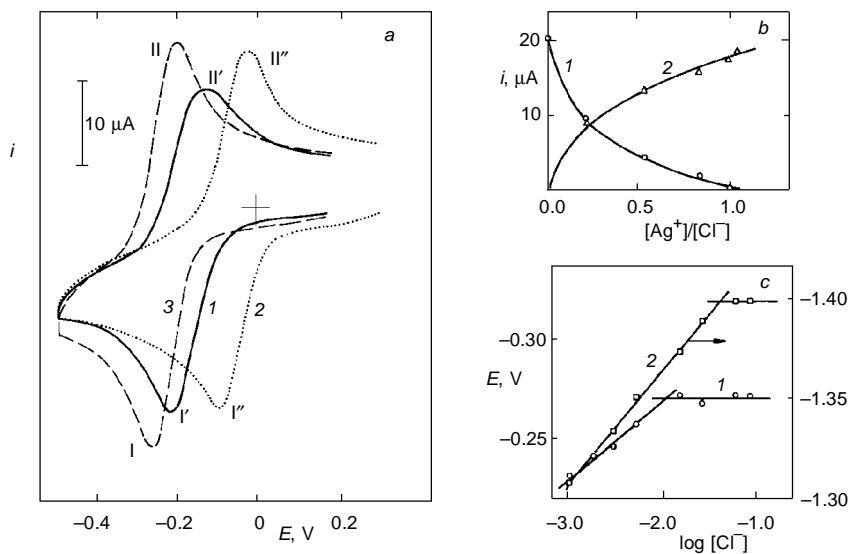 a
II
II′
II″
10 μA
i
3
1
2
I
I′
I″
−0.4
−0.2
0
E, V
0.2
b
20
1
2
i, μA
10
0.0
0.5
1.0
[Ag⁺]/[Cl⁻]
c
−1.40
−0.30
2
E, V
1
−1.35
−0.25
−1.30
−3.0
−2.0
−1.0
log [Cl⁻]